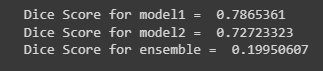 Dice Score for model1 =  0.7865361
Dice Score for model2 =  0.72723323
Dice Score for ensemble =  0.19950607